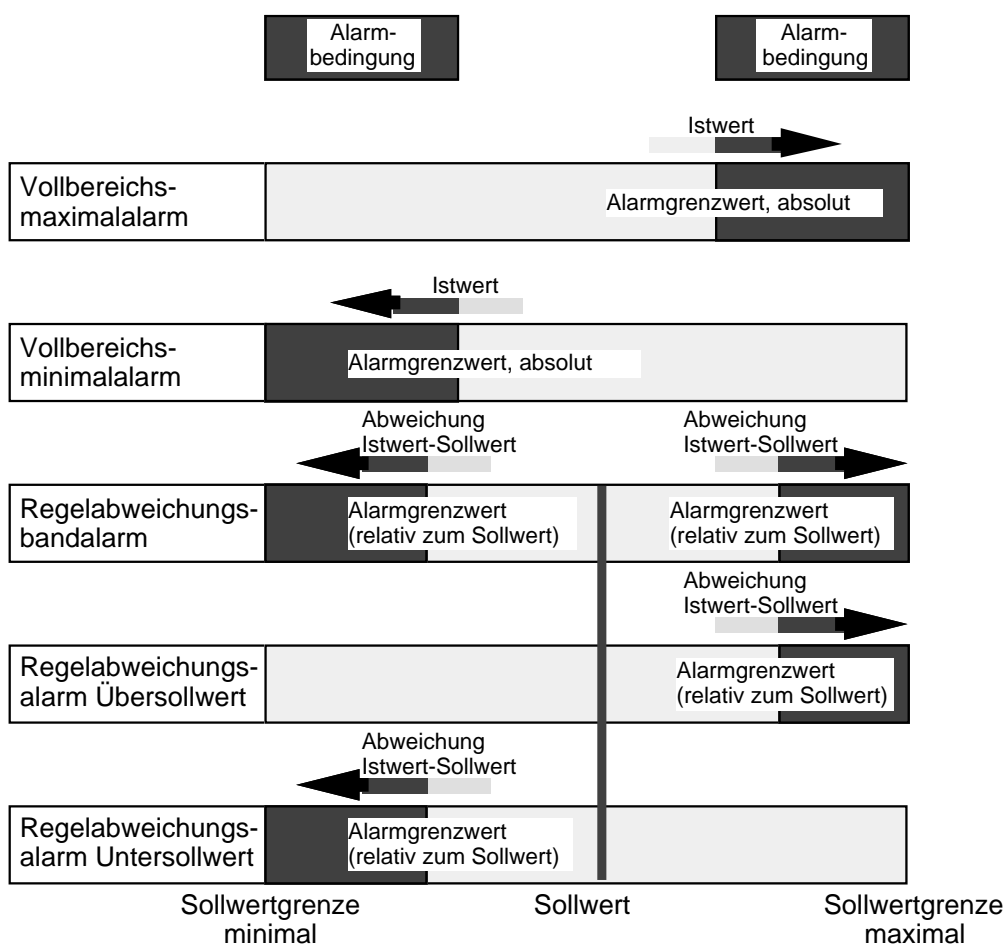 Alarm-
bedingung
Alarm-
bedingung
Istwert
Vollbereichs-
maximalalarm
Alarmgrenzwert, absolut
Istwert
Vollbereichs-
minimalalarm
Alarmgrenzwert, absolut
Abweichung
Istwert-Sollwert
Abweichung
Istwert-Sollwert
Regelabweichungs-
bandalarm
Alarmgrenzwert
(relativ zum Sollwert)
Alarmgrenzwert
(relativ zum Sollwert)
Abweichung
Istwert-Sollwert
Regelabweichungs-
alarm Übersollwert
Alarmgrenzwert
(relativ zum Sollwert)
Abweichung
Istwert-Sollwert
Regelabweichungs-
alarm Untersollwert
Alarmgrenzwert
(relativ zum Sollwert)
Sollwertgrenze
minimal
Sollwert
Sollwertgrenze
maximal